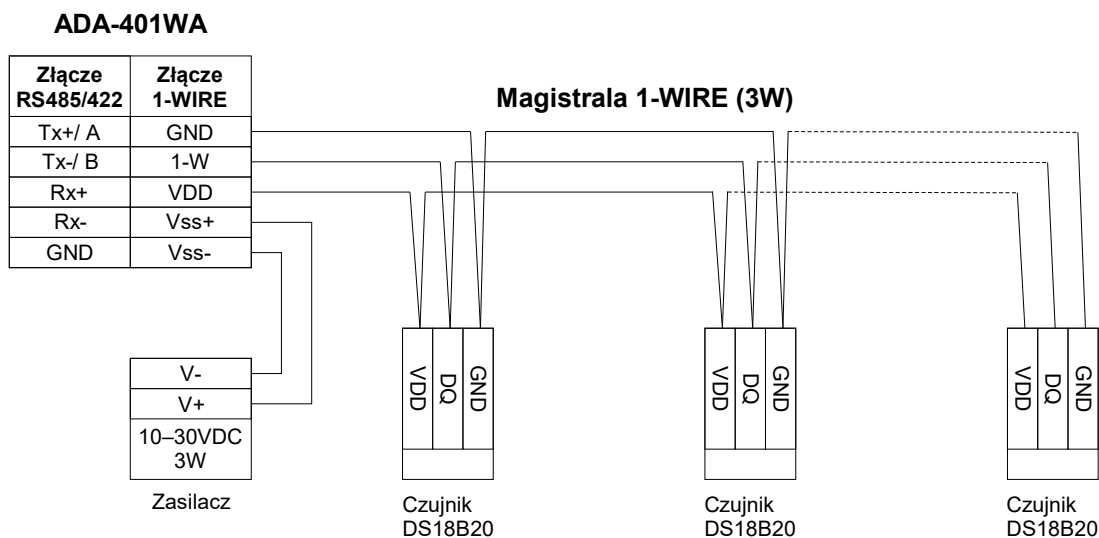 ADA-401WA
Złącze
RS485/422
Złącze
1-WIRE
Magistrala 1-WIRE (3W)
Tx+/ A
GND
Tx-/ B
1-W
Rx+
VDD
Rx-
Vss+
GND
Vss-
V-
V+
10–30VDC
3W
Zasilacz
VDD
DQ
GND
Czujnik
DS18B20
VDD
DQ
GND
Czujnik
DS18B20
VDD
DQ
GND
Czujnik
DS18B20